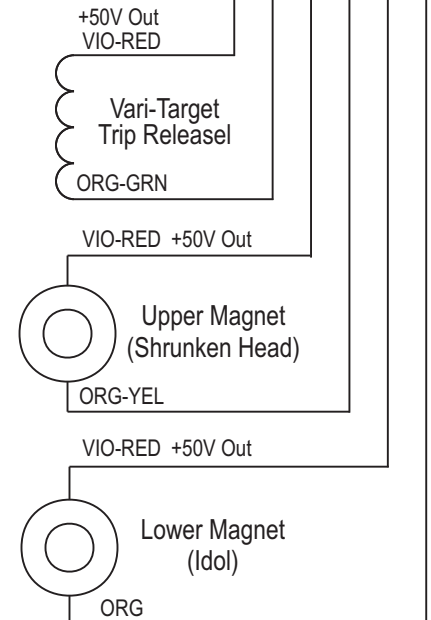 +50V Out
VIO-RED
Vari-Target
Trip Releasel
ORG-GRN
VIO-RED +50V Out
Upper Magnet
(Shrunken Head)
ORG-YEL
VIO-RED +50V Out
Lower Magnet
(Idol)
ORG